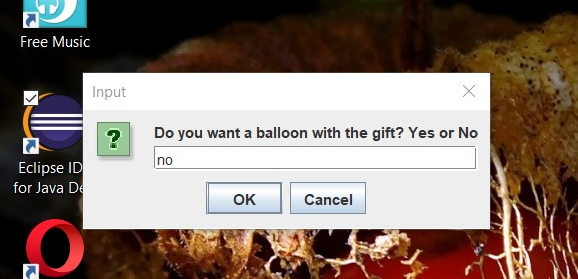 Free Music
Input
Do you want a balloon with the gift? Yes or No
no
Eclipse ID
for Java De
OK
Cancel